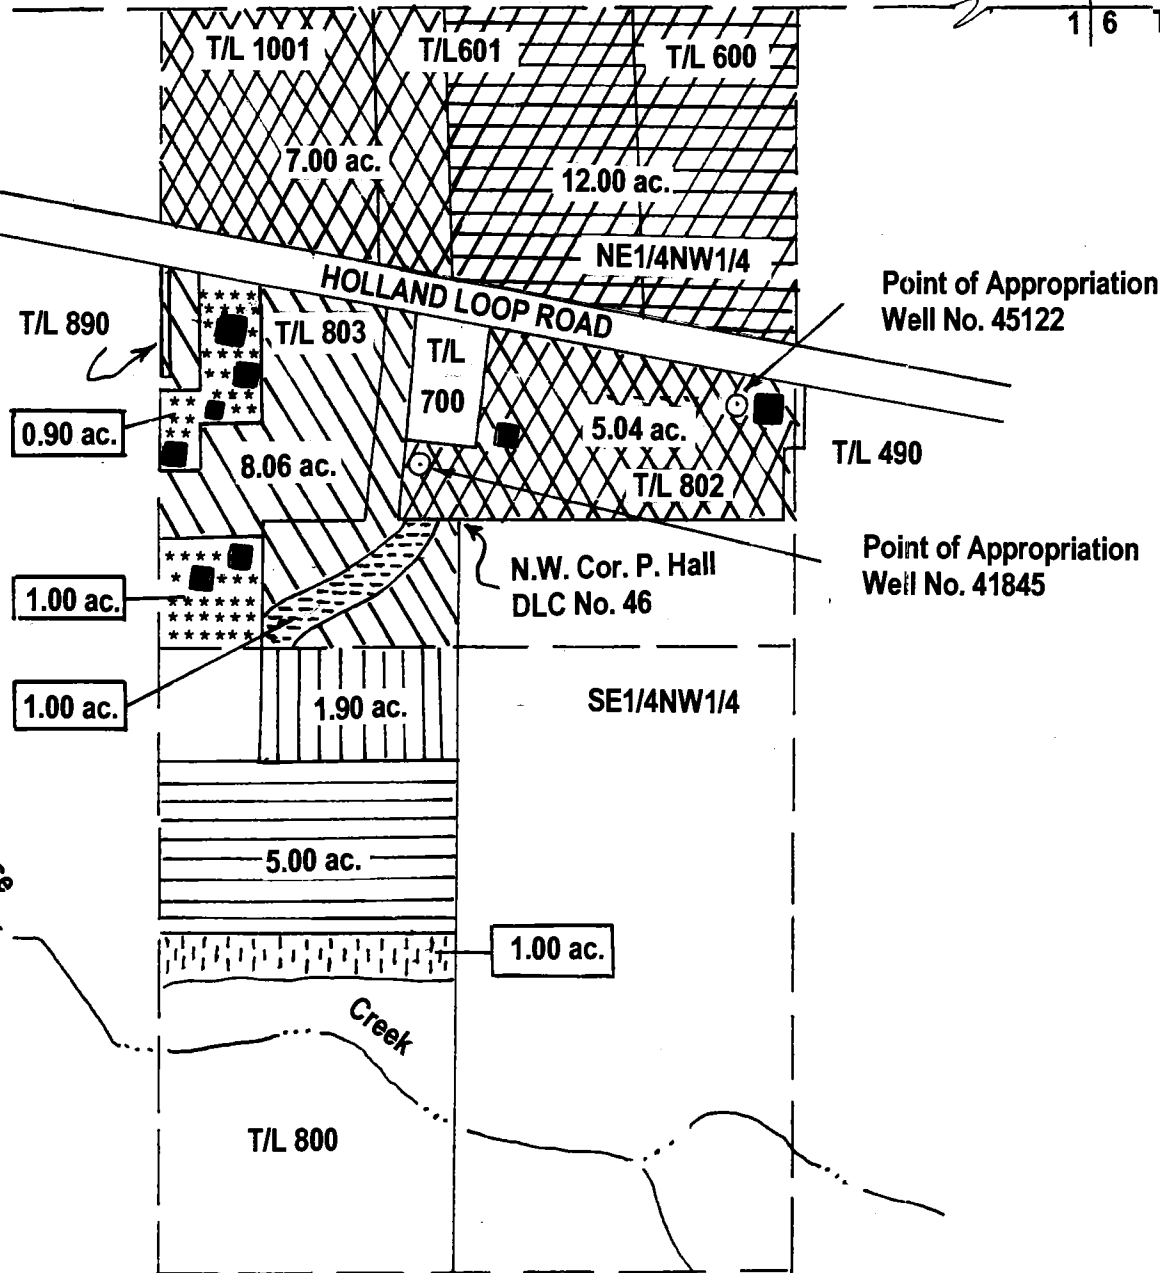 1 6 T
T/L 1001
T/L601
T/L 600
7.00 ac.
12.00 ac.
NE1/4NW1/4
HOLLAND LOOP ROAD
Point of Appropriation
Well No. 45122
T/L 890
T/L 803
T/L
700
0.90 ac.
8.06 ac.
5.04 ac.
T/L 802
T/L 490
N.W. Cor. P. Hall
DLC No. 46
Point of Appropriation
Well No. 41845
1.00 ac.
1.00 ac.
1.90 ac.
SE1/4NW1/4
5.00 ac.
1.00 ac.
Creek
T/L 800